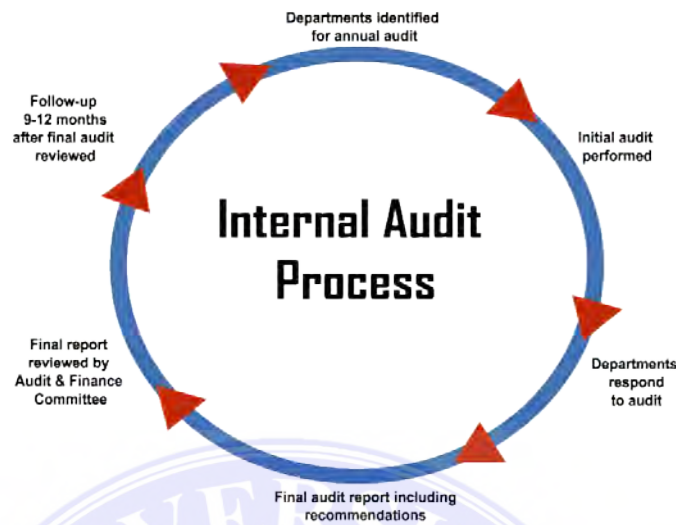 Departments identified
for annual audit
Initial audit
performed
Departments
respond
to audit
Final audit report including
recommendations
Final report
reviewed by
Audit & Finance
Committee
Follow-up
9-12 months
after final audit
reviewed
Internal Audit
Process